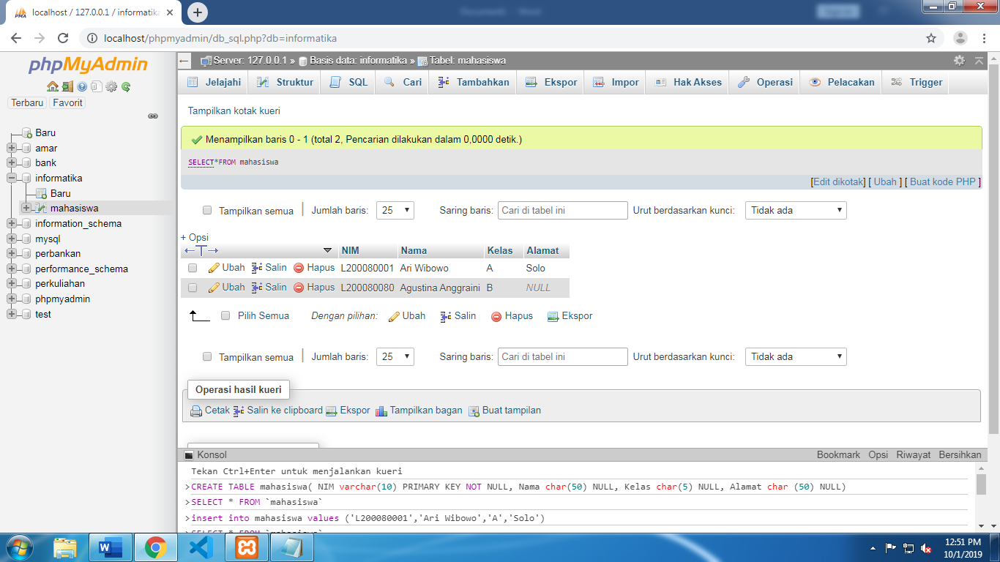 localhost / 127.0.0.1 / informatika
localhost/phpmyadmin/db_sql.php?db=informatika
phpMyAdmin
Terbaru Favorit
Baru
amar
bank
informatika
Baru
mahasiswa
information_schema
mysql
perbankan
performance_schema
perkuliahan
phpmyadmin
test
Server: 127.0.0.1 » Basis data: informatika » Tabel: mahasiswa
Jelajahi Struktur SQL Cari Tambahkan Ekspor Impor Hak Akses Operasi Pelacakan Trigger
Tampilkan kotak kueri
Menampilkan baris 0 - 1 (total 2, Pencarian dilakukan dalam 0,0000 detik.)
SELECT*FROM mahasiswa
[Edit dikotak] [ Ubah ] [ Buat kode PHP ]
Tampilkan semua | Jumlah baris: 25 Saring baris: Cari di tabel ini Urut berdasarkan kunci: Tidak ada
+ Opsi
←T→ NIM Nama Kelas Alamat
Ubah Salin Hapus L200080001 Ari Wibowo A Solo
Ubah Salin Hapus L200080080 Agustina Anggraini B NULL
Pilih Semua Dengan pilihan: Ubah Salin Hapus Ekspor
Tampilkan semua | Jumlah baris: 25 Saring baris: Cari di tabel ini Urut berdasarkan kunci: Tidak ada
Operasi hasil kueri
Cetak Salin ke clipboard Ekspor Tampilkan bagan Buat tampilan
Konsol Bookmark Opsi Riwayat Bersihkan
Tekan Ctrl+Enter untuk menjalankan kueri
>CREATE TABLE mahasiswa( NIM varchar(10) PRIMARY KEY NOT NULL, Nama char(50) NULL, Kelas char(5) NULL, Alamat char (50) NULL)
>SELECT * FROM `mahasiswa`
>insert into mahasiswa values ('L200080001','Ari Wibowo','A','Solo')
>SELECT * FROM `mahasiswa`
12:51 PM
10/1/2019